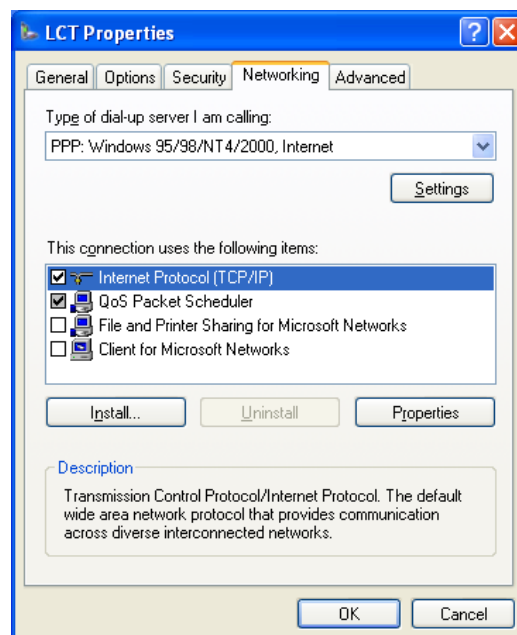 LCT Properties
General Options Security Networking Advanced
Type of dial-up server I am calling:
PPP: Windows 95/98/NT4/2000, Internet
Settings
This connection uses the following items:
Internet Protocol (TCP/IP)
QoS Packet Scheduler
File and Printer Sharing for Microsoft Networks
Client for Microsoft Networks
Install... Uninstall Properties
Description
Transmission Control Protocol/Internet Protocol. The default
wide area network protocol that provides communication
across diverse interconnected networks.
OK Cancel